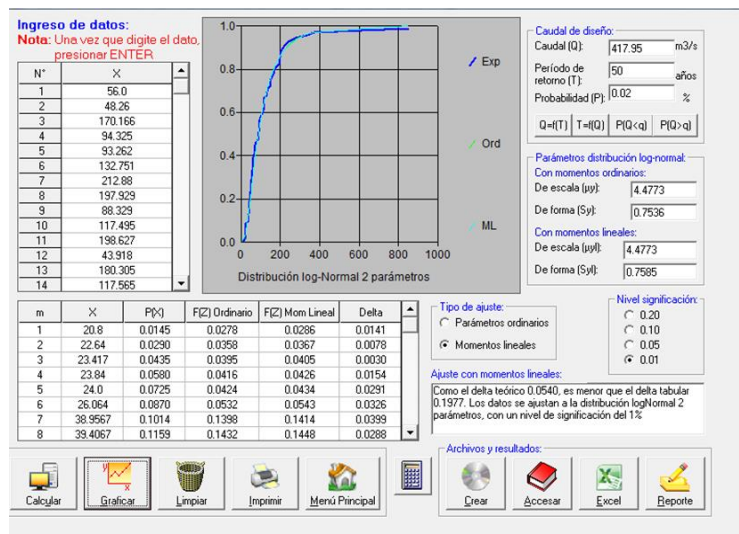 Ingreso de datos:
Nota: Una vez que digite el dato,
presionar ENTER
N° X
1 56.0
2 48.26
3 170.166
4 94.325
5 93.262
6 132.751
7 212.88
8 197.929
9 88.329
10 117.495
11 198.627
12 43.918
13 180.305
14 117.565
1.0
0.8
0.6
0.4
0.2
0.0
0 200 400 600 800 1000
Distribución log-Normal 2 parámetros
Exp
Ord
ML
Caudal de diseño:
Caudal (Q): 417.95 m3/s
Período de
retorno (T): 50 años
Probabilidad (P): 0.02 %
Q=f(T) T=f(Q) P(Q<q) P(Q>q)
Parámetros distribución log-normal:
Con momentos ordinarios:
De escala (µy): 4.4773
De forma (Sy): 0.7536
Con momentos lineales:
De escala (µyl): 4.4773
De forma (Syl): 0.7585
m X P(X) F(Z) Ordinario F(Z) Mom Lineal Delta
1 20.8 0.0145 0.0278 0.0286 0.0141
2 22.64 0.0290 0.0358 0.0367 0.0078
3 23.417 0.0435 0.0395 0.0405 0.0030
4 23.84 0.0580 0.0416 0.0426 0.0154
5 24.0 0.0725 0.0424 0.0434 0.0291
6 26.064 0.0870 0.0532 0.0543 0.0326
7 38.9567 0.1014 0.1398 0.1414 0.0399
8 39.4067 0.1159 0.1432 0.1448 0.0288
Tipo de ajuste:
Parámetros ordinarios
Momentos lineales
Nivel significación:
0.20
0.10
0.05
0.01
Ajuste con momentos lineales:
Como el delta teórico 0.0540, es menor que el delta tabular
0.1977. Los datos se ajustan a la distribución logNormal 2
parámetros, con un nivel de significación del 1%
Archivos y resultados:
Calcular Graficar Limpiar Imprimir Menú Principal Crear Accesar Excel Reporte